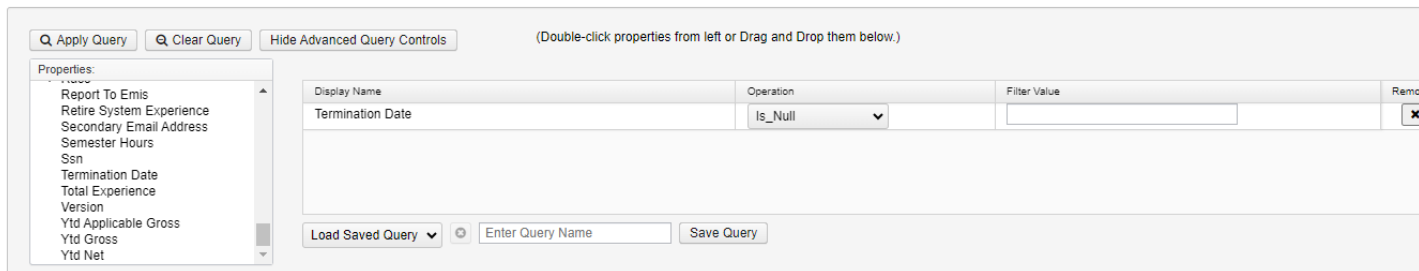 Apply Query Clear Query Hide Advanced Query Controls (Double-click properties from left or Drag and Drop them below.)
Properties:
Report To Emis
Retire System Experience
Secondary Email Address
Semester Hours
Ssn
Termination Date
Total Experience
Version
Ytd Applicable Gross
Ytd Gross
Ytd Net
Display Name Operation Filter Value
Termination Date Is_Null
Load Saved Query Enter Query Name Save Query